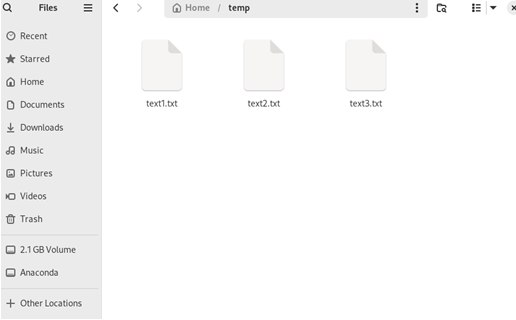 Files
Home / temp
Recent
Starred
Home
Documents
Downloads
Music
Pictures
Videos
Trash
2.1 GB Volume
Anaconda
Other Locations
text1.txt
text2.txt
text3.txt